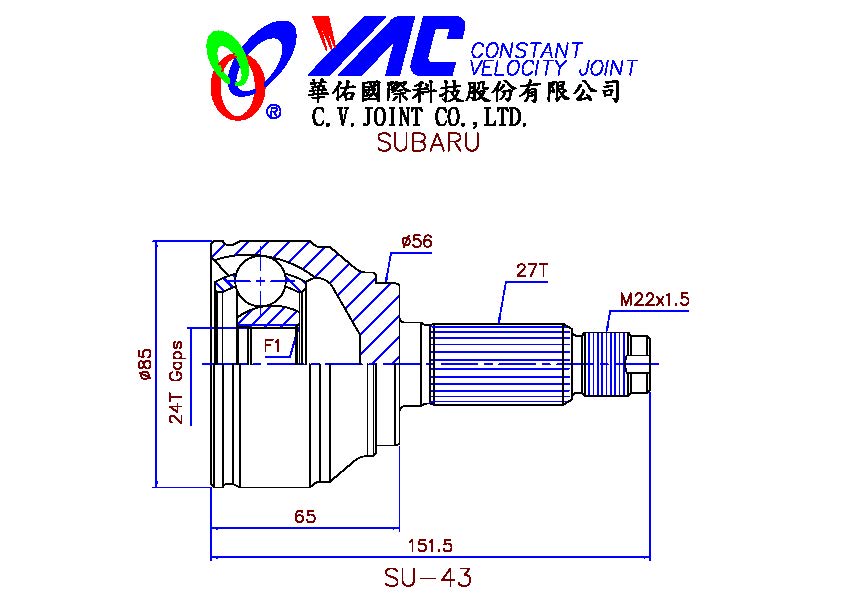 YAC CONSTANT
VELOCITY JOINT
®
華佑國際科技股份有限公司
C.V.JOINT CO.,LTD.
SUBARU
ø56
27T
M22x1.5
F1
ø85
24T Gaps
65
151.5
SU-43